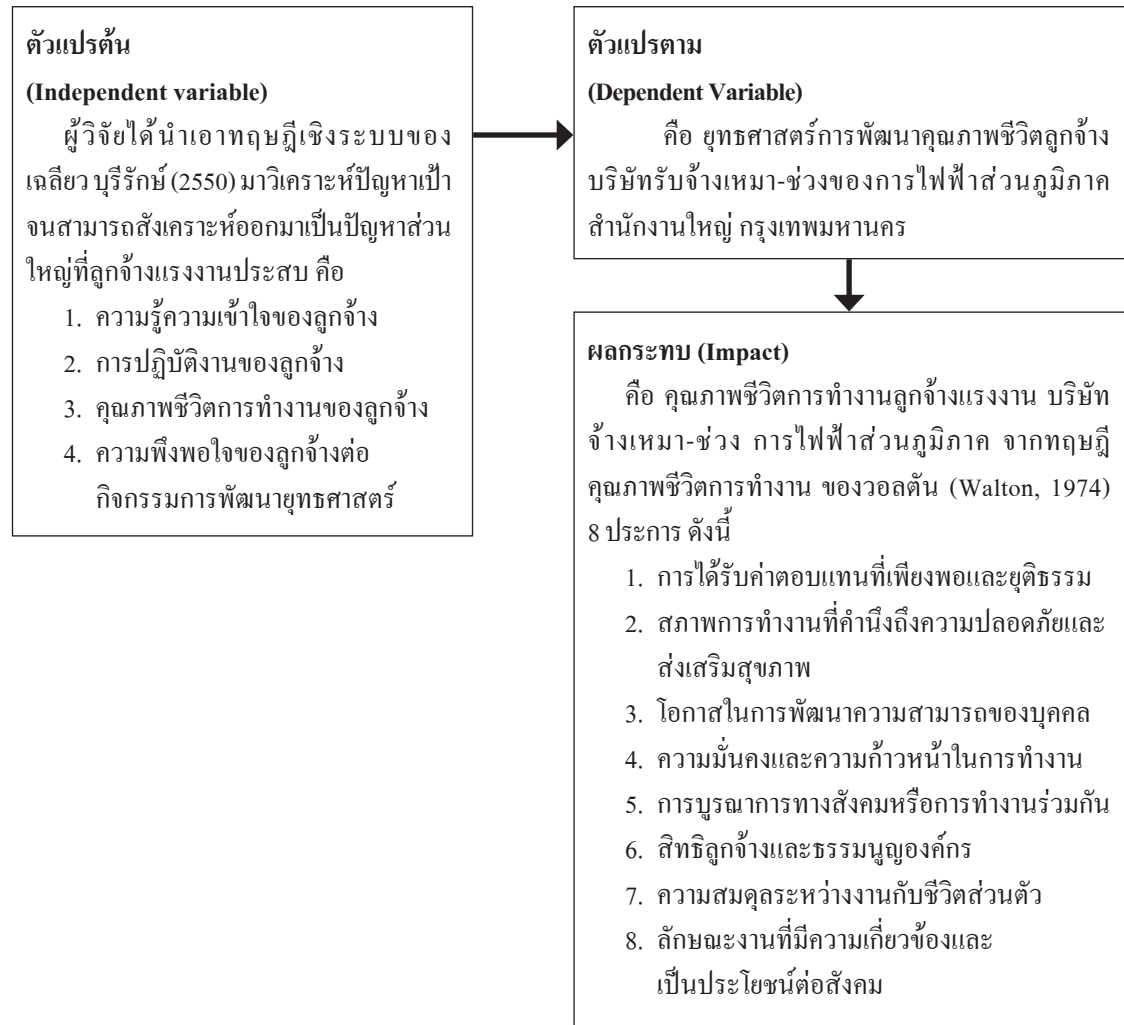 ตัวแปรต้น
(Independent variable)
ผู้วิจัยได้นำเอาทฤษฎีเชิงระบบของ
เฉลียว บุรีรักษ์ (2550) มาวิเคราะห์ปัญหาเป้า
จนสามารถสังเคราะห์ออกมาเป็นปัญหาส่วน
ใหญ่ที่ลูกจ้างแรงงานประสบ คือ
1. ความรู้ความเข้าใจของลูกจ้าง
2. การปฏิบัติงานของลูกจ้าง
3. คุณภาพชีวิตการทำงานของลูกจ้าง
4. ความพึงพอใจของลูกจ้างต่อ
กิจกรรมการพัฒนายุทธศาสตร์
ตัวแปรตาม
(Dependent Variable)
คือ ยุทธศาสตร์การพัฒนาคุณภาพชีวิตลูกจ้าง
บริษัทรับจ้างเหมา-ช่วงของการไฟฟ้าส่วนภูมิภาค
สำนักงานใหญ่ กรุงเทพมหานคร
ผลกระทบ (Impact)
คือ คุณภาพชีวิตการทำงานลูกจ้างแรงงาน บริษัท
จ้างเหมา-ช่วง การไฟฟ้าส่วนภูมิภาค จากทฤษฎี
คุณภาพชีวิตการทำงาน ของวอลตัน (Walton, 1974)
8 ประการ ดังนี้
1. การได้รับค่าตอบแทนที่เพียงพอและยุติธรรม
2. สภาพการทำงานที่คำนึงถึงความปลอดภัยและ
ส่งเสริมสุขภาพ
3. โอกาสในการพัฒนาความสามารถของบุคคล
4. ความมั่นคงและความก้าวหน้าในการทำงาน
5. การบูรณาการทางสังคมหรือการทำงานร่วมกัน
6. สิทธิลูกจ้างและธรรมนูญองค์กร
7. ความสมดุลระหว่างงานกับชีวิตส่วนตัว
8. ลักษณะงานที่มีความเกี่ยวข้องและ
เป็นประโยชน์ต่อสังคม